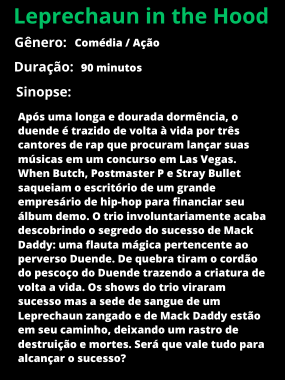 Leprechaun in the Hood
Gênero: Comédia / Ação
Duração: 90 minutos
Sinopse:
Após uma longa e dourada dormência, o
duende é trazido de volta à vida por três
cantores de rap que procuram lançar suas
músicas em um concurso em Las Vegas.
When Butch, Postmaster P e Stray Bullet
saqueiam o escritório de um grande
empresário de hip-hop para financiar seu
álbum demo. O trio involuntariamente acaba
descobrindo o segredo do sucesso de Mack
Daddy: uma flauta mágica pertencente ao
perverso Duende. De quebra tiram o cordão
do pescoço do Duende trazendo a criatura de
volta a vida. Os shows do trio viraram
sucesso mas a sede de sangue de um
Leprechaun zangado e de Mack Daddy estão
em seu caminho, deixando um rastro de
destruição e mortes. Será que vale tudo para
alcançar o sucesso?